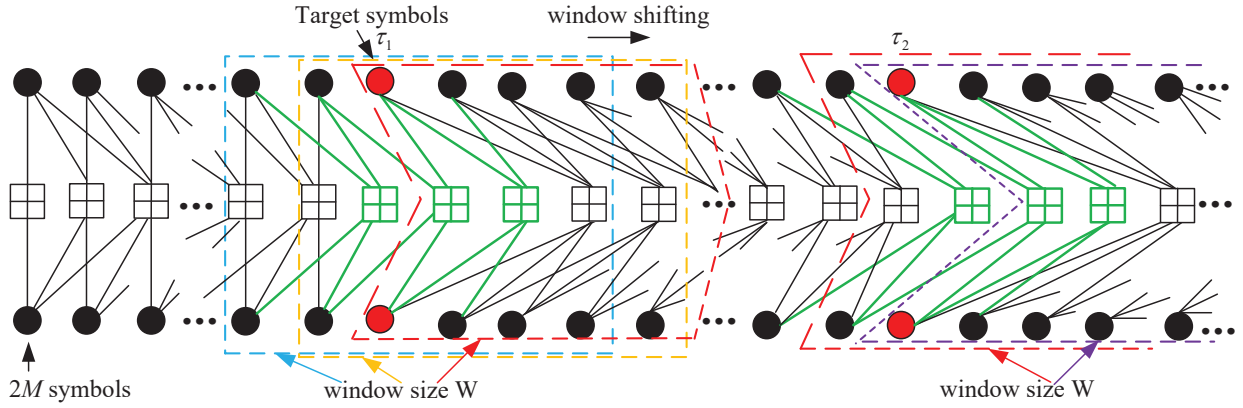 Target symbols
window shifting
τ₁
τ₂
2M symbols
window size W
window size W